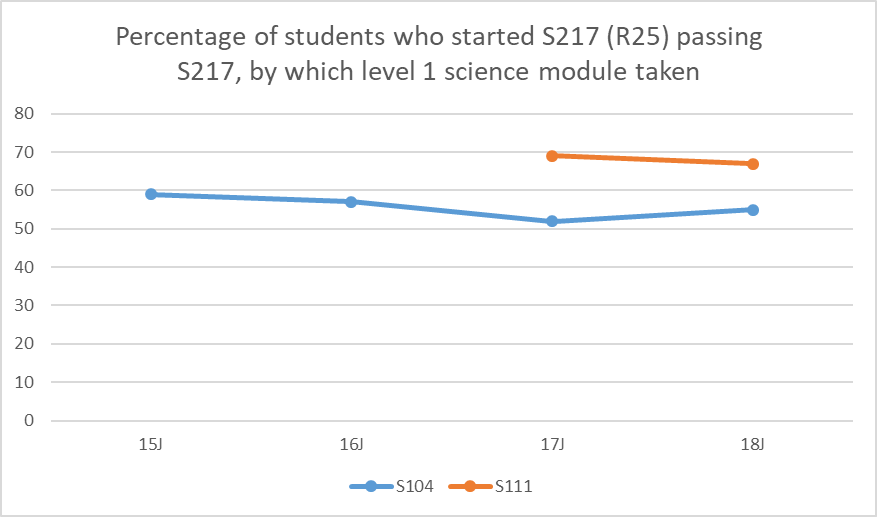 Percentage of students who started S217 (R25) passing
S217, by which level 1 science module taken
80
70
60
50
40
30
20
10
0
15J 16J 17J 18J
S104 S111